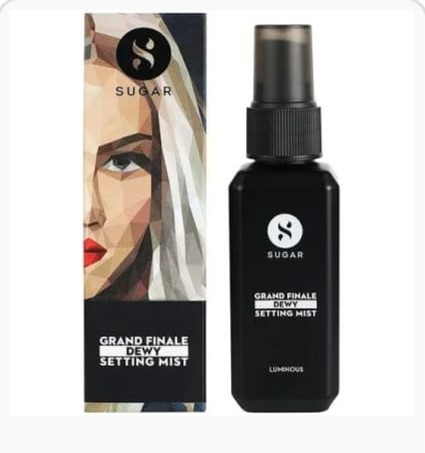 SUGAR
GRAND FINALE
DEWY
SETTING MIST
SUGAR
GRAND FINALE
DEWY
SETTING MIST
LUMINOUS